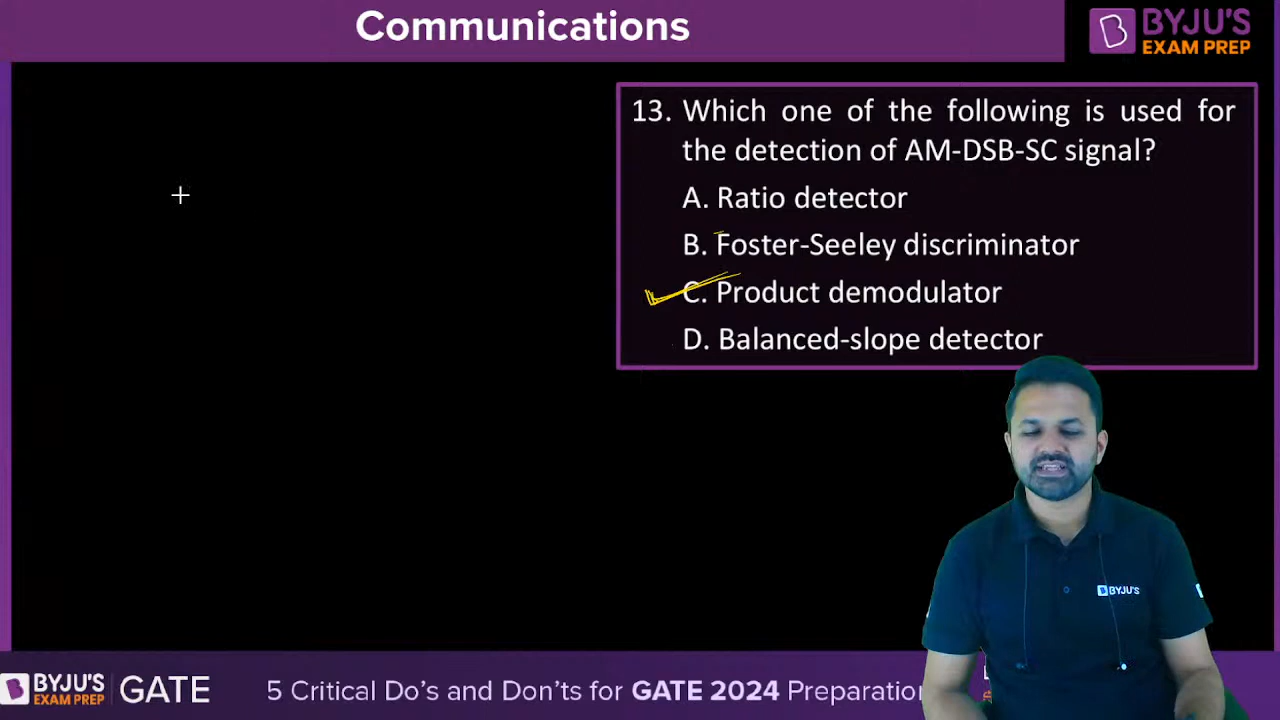 Communications
BYJU'S
EXAM PREP
13. Which one of the following is used for
the detection of AM-DSB-SC signal?
A. Ratio detector
B. Foster-Seeley discriminator
C. Product demodulator
D. Balanced-slope detector
BYJU'S
BYJU'S
EXAM PREP
GATE
5 Critical Do's and Don'ts for GATE 2024 Preparation